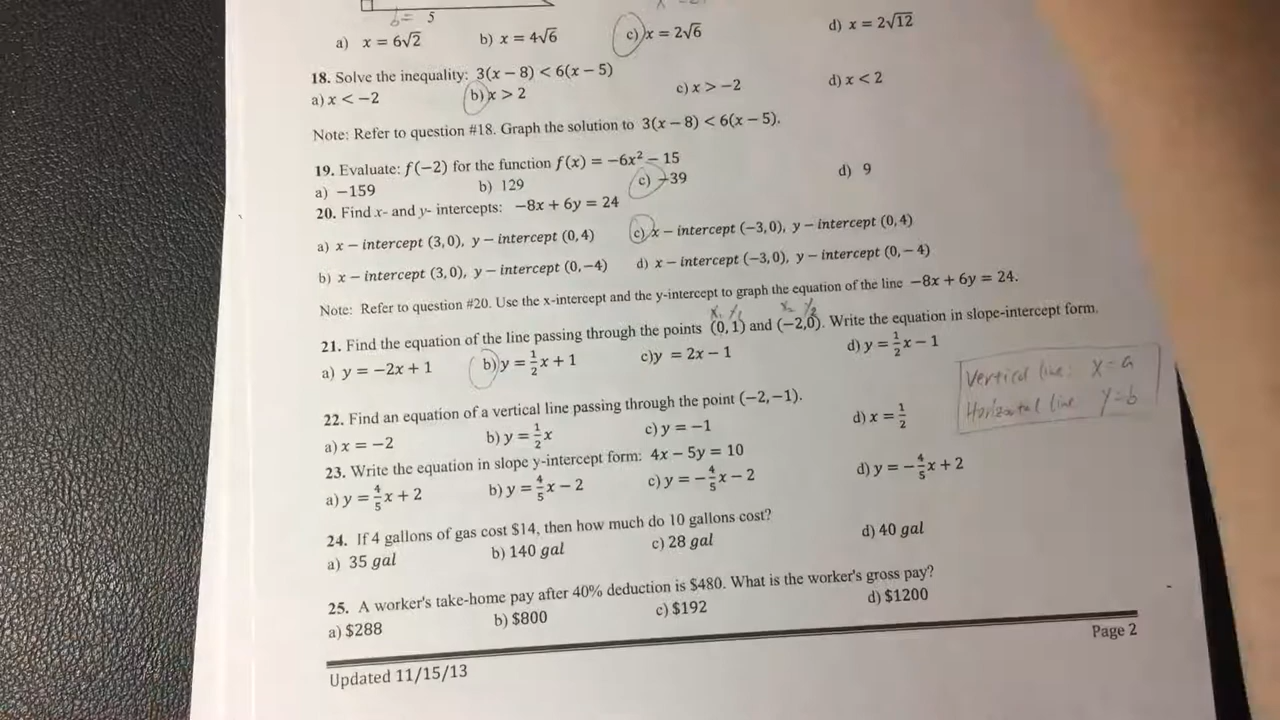 b= 5
a) x = 6√2 b) x = 4√6 c) x = 2√6 d) x = 2√12
18. Solve the inequality: 3(x − 8) < 6(x − 5)
a) x < −2 b) x > 2 c) x > −2 d) x < 2
Note: Refer to question #18. Graph the solution to 3(x − 8) < 6(x − 5).
19. Evaluate: f(−2) for the function f(x) = −6x² − 15
a) −159 b) 129 c) −39 d) 9
20. Find x- and y- intercepts: −8x + 6y = 24
a) x − intercept (3,0), y − intercept (0,4) c) x − intercept (−3,0), y − intercept (0,4)
b) x − intercept (3,0), y − intercept (0,−4) d) x − intercept (−3,0), y − intercept (0,−4)
Note: Refer to question #20. Use the x-intercept and the y-intercept to graph the equation of the line −8x + 6y = 24.
x₁ y₁ x₂ y₂
21. Find the equation of the line passing through the points (0,1) and (−2,0). Write the equation in slope-intercept form.
a) y = −2x + 1 b) y = 1/2 x + 1 c)y = 2x − 1 d) y = 1/2 x − 1
Vertical line: x=a
Horizontal line y=b
22. Find an equation of a vertical line passing through the point (−2,−1).
a) x = −2 b) y = 1/2 x c) y = −1 d) x = 1/2
23. Write the equation in slope y-intercept form: 4x − 5y = 10
a) y = 4/5 x + 2 b) y = 4/5 x − 2 c) y = −4/5 x − 2 d) y = −4/5 x + 2
24. If 4 gallons of gas cost $14, then how much do 10 gallons cost?
a) 35 gal b) 140 gal c) 28 gal d) 40 gal
25. A worker's take-home pay after 40% deduction is $480. What is the worker's gross pay?
a) $288 b) $800 c) $192 d) $1200
Updated 11/15/13 Page 2